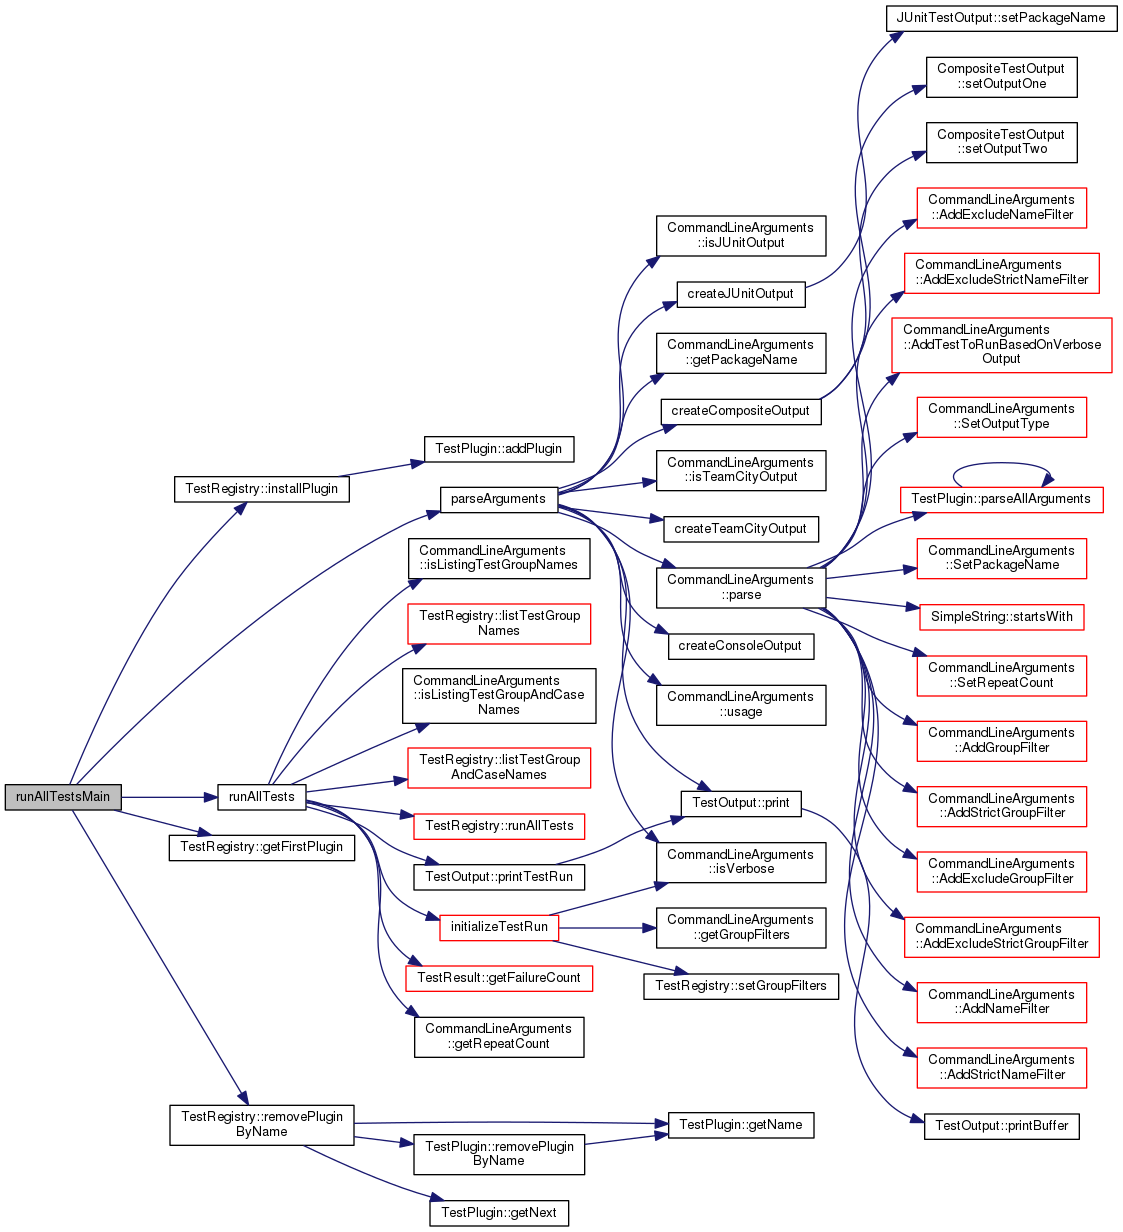 runAllTestsMain
TestRegistry::installPlugin
runAllTests
TestRegistry::getFirstPlugin
TestRegistry::removePlugin
ByName
TestPlugin::addPlugin
parseArguments
CommandLineArguments
::isListingTestGroupNames
TestRegistry::listTestGroup
Names
CommandLineArguments
::isListingTestGroupAndCase
Names
TestRegistry::listTestGroup
AndCaseNames
TestRegistry::runAllTests
TestOutput::printTestRun
initializeTestRun
TestResult::getFailureCount
CommandLineArguments
::getRepeatCount
TestPlugin::removePlugin
ByName
TestPlugin::getNext
CommandLineArguments
::isJUnitOutput
createJUnitOutput
CommandLineArguments
::getPackageName
createCompositeOutput
CommandLineArguments
::isTeamCityOutput
createTeamCityOutput
CommandLineArguments
::parse
createConsoleOutput
CommandLineArguments
::usage
TestOutput::print
CommandLineArguments
::isVerbose
CommandLineArguments
::getGroupFilters
TestRegistry::setGroupFilters
TestPlugin::getName
JUnitTestOutput::setPackageName
CompositeTestOutput
::setOutputOne
CompositeTestOutput
::setOutputTwo
CommandLineArguments
::AddExcludeNameFilter
CommandLineArguments
::AddExcludeStrictNameFilter
CommandLineArguments
::AddTestToRunBasedOnVerbose
Output
CommandLineArguments
::SetOutputType
TestPlugin::parseAllArguments
CommandLineArguments
::SetPackageName
SimpleString::startsWith
CommandLineArguments
::SetRepeatCount
CommandLineArguments
::AddGroupFilter
CommandLineArguments
::AddStrictGroupFilter
CommandLineArguments
::AddExcludeGroupFilter
CommandLineArguments
::AddExcludeStrictGroupFilter
CommandLineArguments
::AddNameFilter
CommandLineArguments
::AddStrictNameFilter
TestOutput::printBuffer